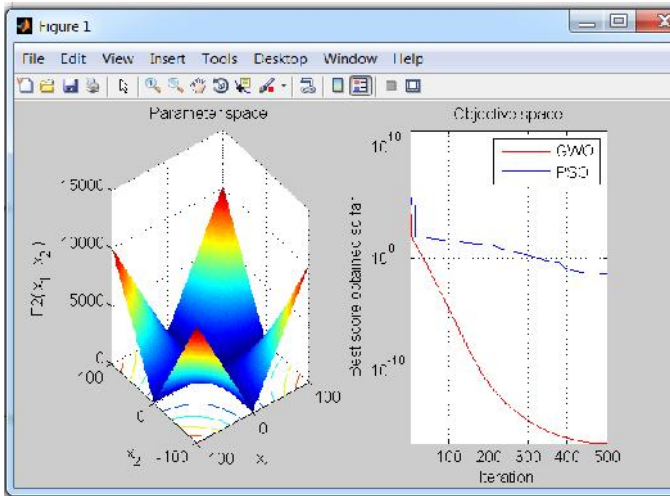 Figure 1
File Edit View Insert Tools Desktop Window Help
Parameter space
15000
10000
5000
0
100
0
-100
x2
100
0
100
F2(x1, x2)
Objective space
10^10
10^0
10^-10
Best score obtained so far
GWO
PSO
100 200 300 400 500
Iteration